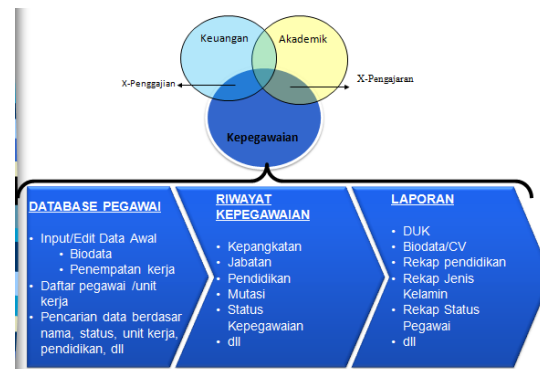 Keuangan
Akademik
X-Penggajian
X-Pengajaran
Kepegawaian
DATABASE PEGAWAI
• Input/Edit Data Awal
• Biodata
• Penempatan kerja
• Daftar pegawai /unit
kerja
• Pencarian data berdasar
nama, status, unit kerja,
pendidikan, dll
RIWAYAT
KEPEGAWAIAN
• Kepangkatan
• Jabatan
• Pendidikan
• Mutasi
• Status
Kepegawaian
• dll
LAPORAN
• DUK
• Biodata/CV
• Rekap pendidikan
• Rekap Jenis
Kelamin
• Rekap Status
Pegawai
• dll